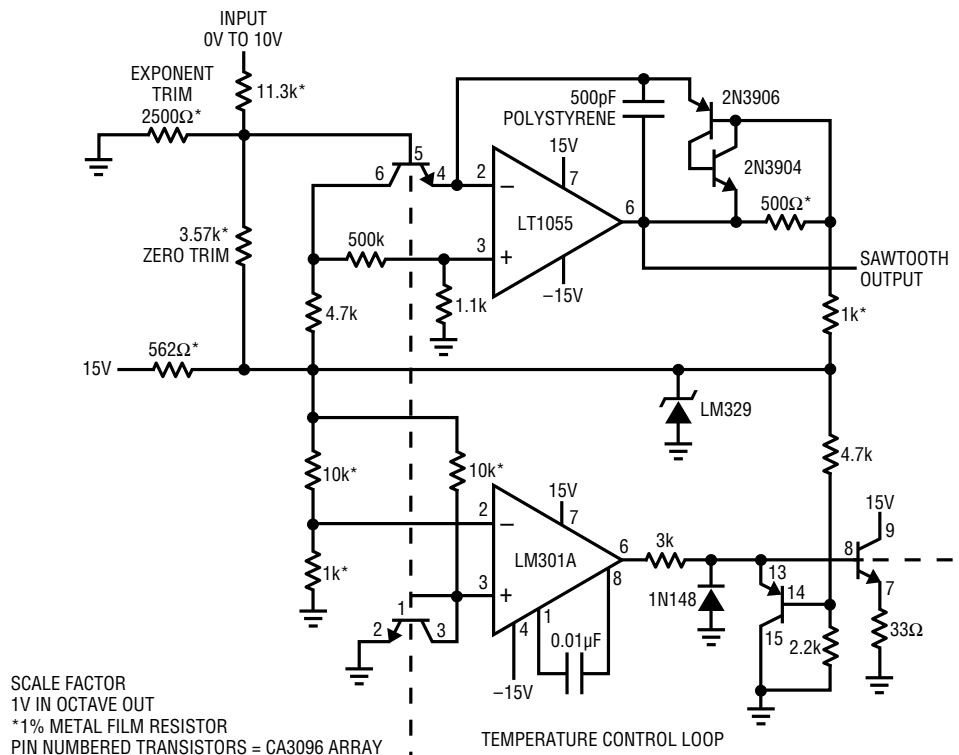 INPUT
0V TO 10V
EXPONENT
TRIM
2500Ω*
11.3k*
500pF
POLYSTYRENE
2N3906
15V
5
6
4
2
7
2N3904
LT1055
6
500Ω*
3.57k*
ZERO TRIM
500k
3
–15V
SAWTOOTH
OUTPUT
4.7k
1.1k
1k*
15V
562Ω*
LM329
10k*
10k*
4.7k
15V
15V
2
7
9
LM301A
6
3k
8
8
13
7
1k*
1
3
1N148
14
2
3
4
1
0.01µF
15
2.2k
33Ω
–15V
SCALE FACTOR
1V IN OCTAVE OUT
*1% METAL FILM RESISTOR
PIN NUMBERED TRANSISTORS = CA3096 ARRAY
TEMPERATURE CONTROL LOOP